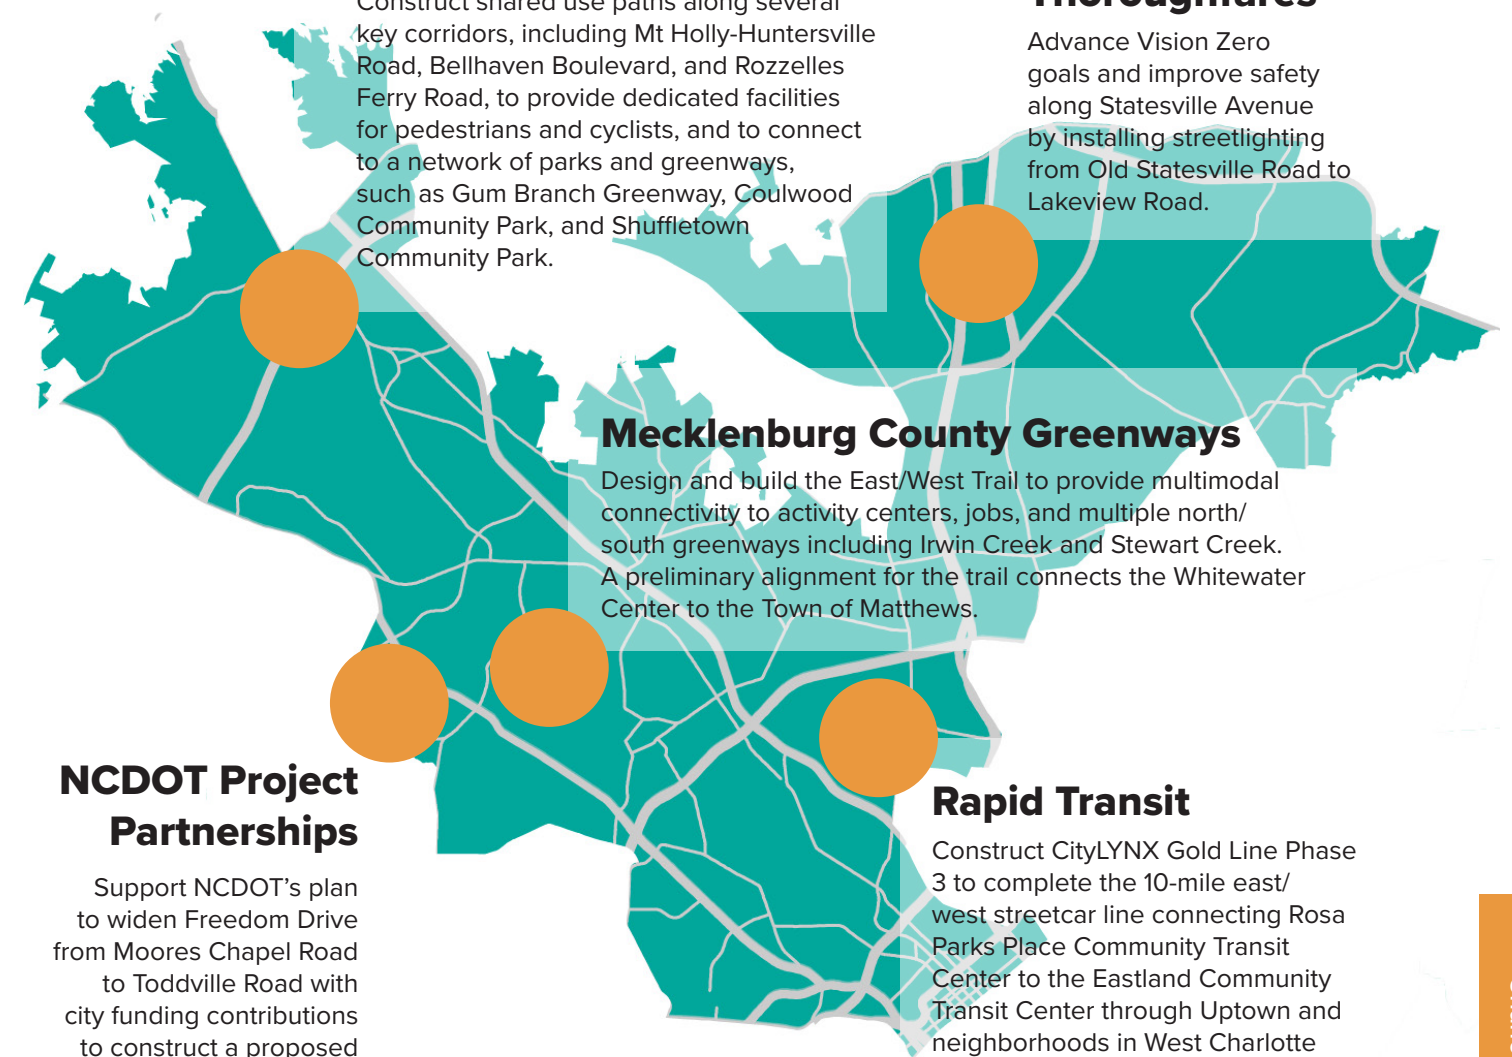 Construct shared use paths along several
key corridors, including Mt Holly-Huntersville
Road, Bellhaven Boulevard, and Rozzelles
Ferry Road, to provide dedicated facilities
for pedestrians and cyclists, and to connect
to a network of parks and greenways,
such as Gum Branch Greenway, Coulwood
Community Park, and Shuffletown
Community Park.
Thoroughfares
Advance Vision Zero
goals and improve safety
along Statesville Avenue
by installing streetlighting
from Old Statesville Road to
Lakeview Road.
Mecklenburg County Greenways
Design and build the East/West Trail to provide multimodal
connectivity to activity centers, jobs, and multiple north/
south greenways including Irwin Creek and Stewart Creek.
A preliminary alignment for the trail connects the Whitewater
Center to the Town of Matthews.
NCDOT Project
Partnerships
Support NCDOT’s plan
to widen Freedom Drive
from Moores Chapel Road
to Toddville Road with
city funding contributions
to construct a proposed
Rapid Transit
Construct CityLYNX Gold Line Phase
3 to complete the 10-mile east/
west streetcar line connecting Rosa
Parks Place Community Transit
Center to the Eastland Community
Transit Center through Uptown and
neighborhoods in West Charlotte